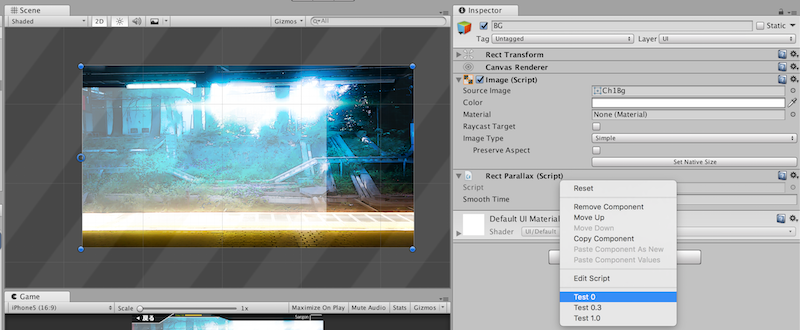 Scene
Shaded
2D
Gizmos
All
Inspector
BG
Static
Tag
Untagged
Layer
UI
Rect Transform
Canvas Renderer
Image (Script)
Source Image
Ch1Bg
Color
Material
None (Material)
Raycast Target
Image Type
Simple
Preserve Aspect
Set Native Size
Rect Parallax (Script)
Script
Smooth Time
Default UI Material
Shader
UI/Default
Reset
Remove Component
Move Up
Move Down
Copy Component
Paste Component As New
Paste Component Values
Edit Script
Test 0
Test 0.3
Test 1.0
Game
iPhone5 (16:9)
Scale
1x
Maximize On Play
Mute Audio
Stats
Gizmos
戻る